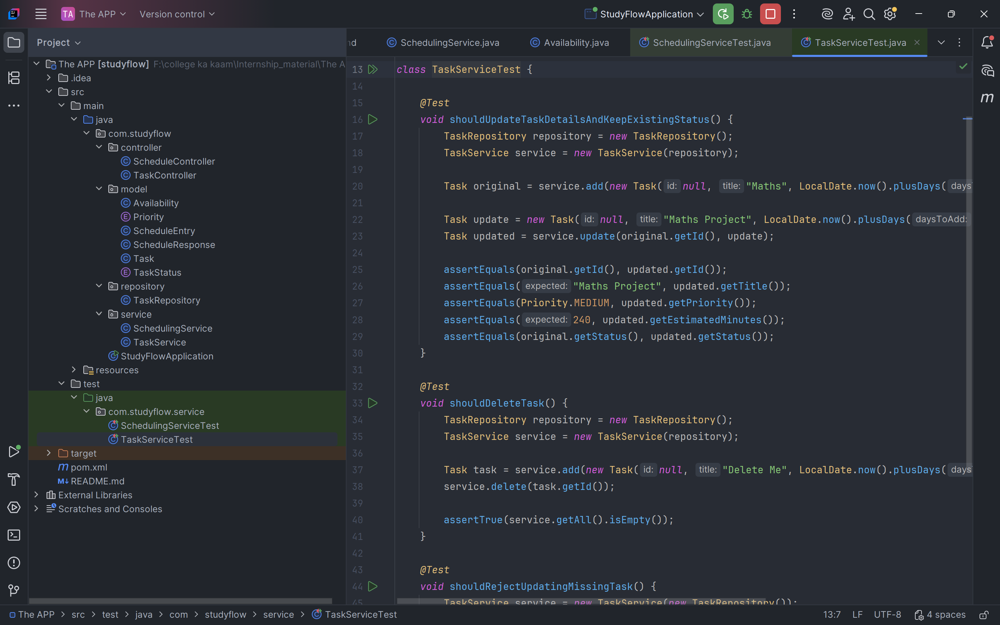 TA The APP Version control StudyFlowApplication
Project
nd SchedulingService.java Availability.java SchedulingServiceTest.java TaskServiceTest.java
The APP [studyflow] F:\college ka kaam\Internship_material\The A
.idea
src
main
java
com.studyflow
controller
ScheduleController
TaskController
model
Availability
Priority
ScheduleEntry
ScheduleResponse
Task
TaskStatus
repository
TaskRepository
service
SchedulingService
TaskService
StudyFlowApplication
resources
test
java
com.studyflow.service
SchedulingServiceTest
TaskServiceTest
target
pom.xml
README.md
External Libraries
Scratches and Consoles
13 class TaskServiceTest {
14
15 @Test
16 void shouldUpdateTaskDetailsAndKeepExistingStatus() {
17 TaskRepository repository = new TaskRepository();
18 TaskService service = new TaskService(repository);
19
20 Task original = service.add(new Task( id: null, title: "Maths", LocalDate.now().plusDays( days
21
22 Task update = new Task( id: null, title: "Maths Project", LocalDate.now().plusDays( daysToAdd:
23 Task updated = service.update(original.getId(), update);
24
25 assertEquals(original.getId(), updated.getId());
26 assertEquals( expected: "Maths Project", updated.getTitle());
27 assertEquals(Priority.MEDIUM, updated.getPriority());
28 assertEquals( expected: 240, updated.getEstimatedMinutes());
29 assertEquals(original.getStatus(), updated.getStatus());
30 }
31
32 @Test
33 void shouldDeleteTask() {
34 TaskRepository repository = new TaskRepository();
35 TaskService service = new TaskService(repository);
36
37 Task task = service.add(new Task( id: null, title: "Delete Me", LocalDate.now().plusDays( days
38 service.delete(task.getId());
39
40 assertTrue(service.getAll().isEmpty());
41 }
42
43 @Test
44 void shouldRejectUpdatingMissingTask() {
45 TaskService service = new TaskService(new TaskRepository());
The APP > src > test > java > com > studyflow > service > TaskServiceTest 13:7 LF UTF-8 4 spaces